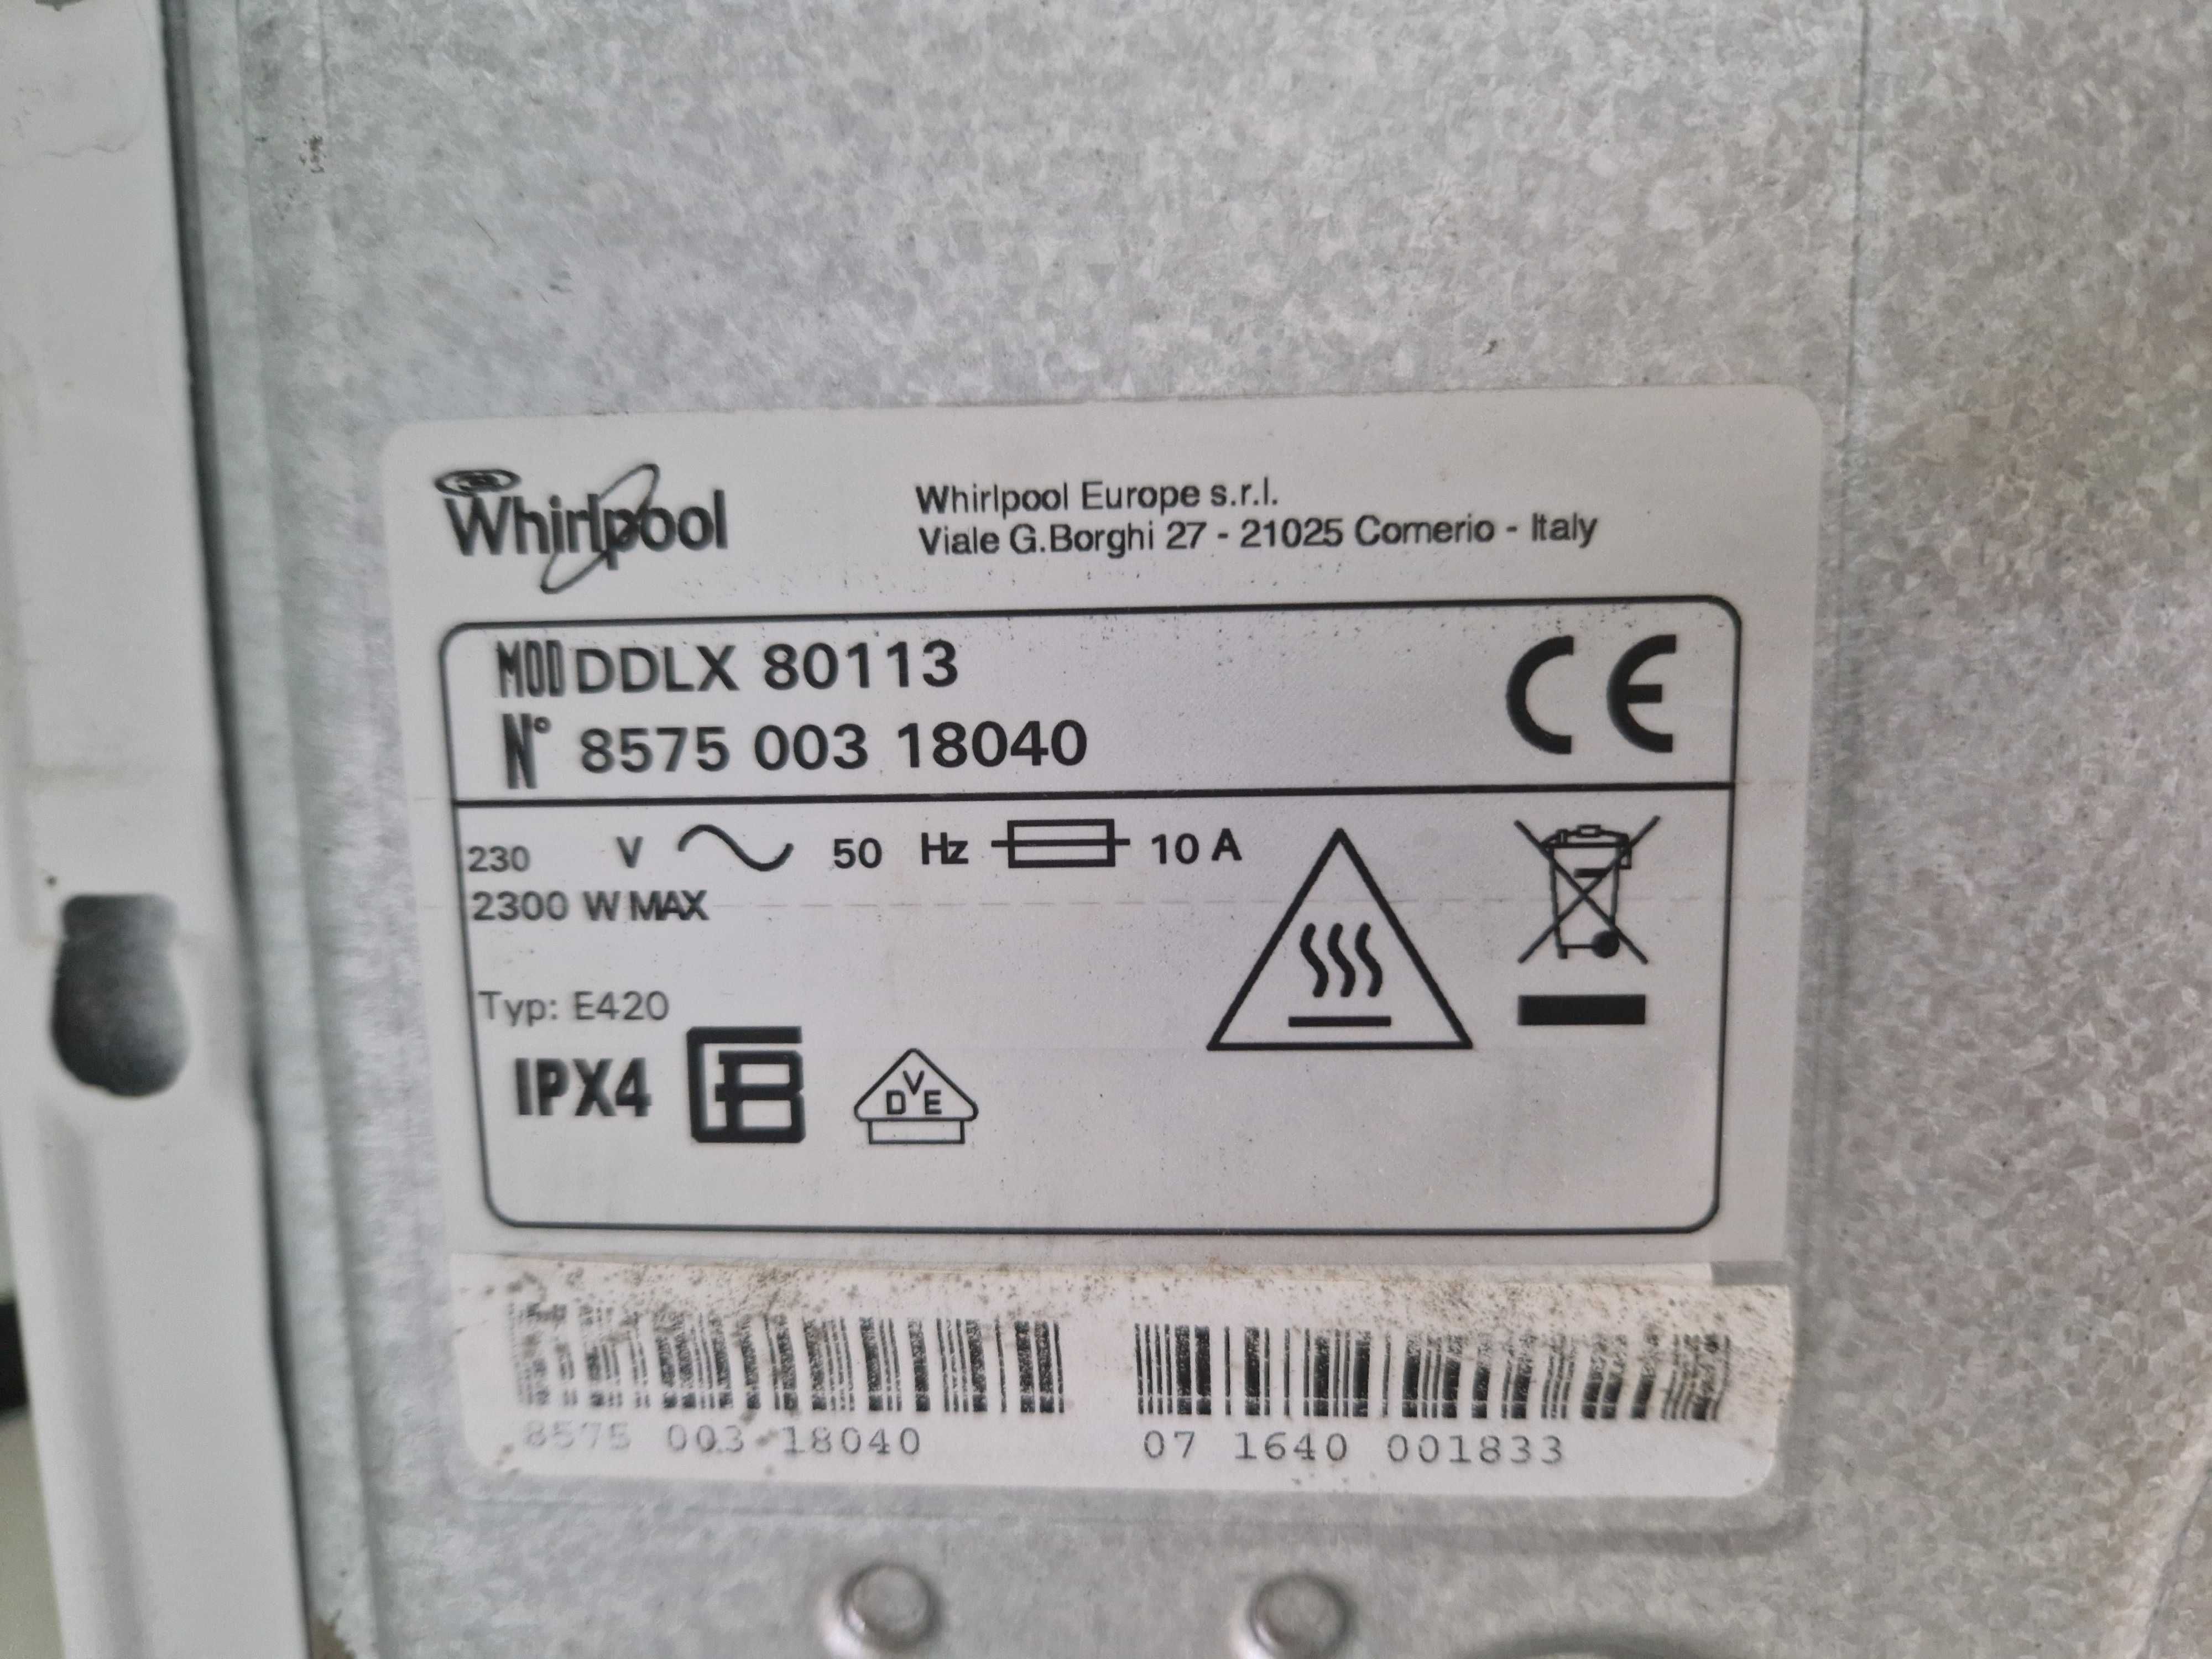 Whirlpool
Whirlpool Europe s.r.l.
Viale G.Borghi 27 - 21025 Comerio - Italy
MOD DDLX 80113
N° 8575 003 18040
CE
230 V 50 Hz 10 A
2300 W MAX
Typ: E420
IPX4
DVE
8575 003 18040
07 1640 001833